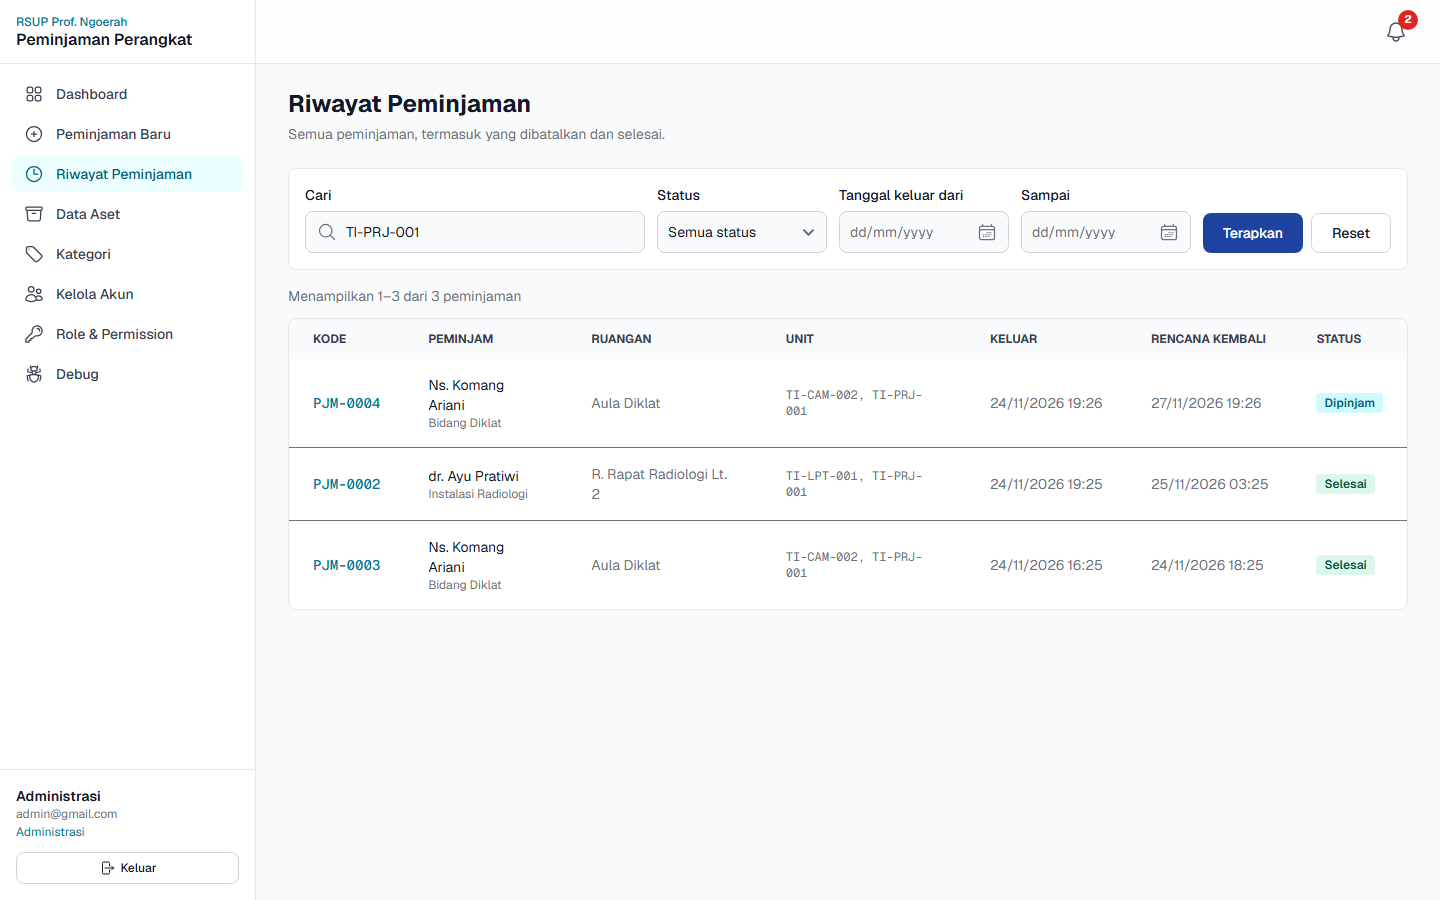 RSUP Prof. Ngoerah
Peminjaman Perangkat
2
Dashboard
Peminjaman Baru
Riwayat Peminjaman
Data Aset
Kategori
Kelola Akun
Role & Permission
Debug
Administrasi
admin@gmail.com
Administrasi
Keluar
Riwayat Peminjaman
Semua peminjaman, termasuk yang dibatalkan dan selesai.
Cari Status Tanggal keluar dari Sampai
TI-PRJ-001 Semua status dd/mm/yyyy dd/mm/yyyy Terapkan Reset
Menampilkan 1–3 dari 3 peminjaman
KODE PEMINJAM RUANGAN UNIT KELUAR RENCANA KEMBALI STATUS
Ns. Komang
PJM-0004 Ariani Aula Diklat TI-CAM-002, TI-PRJ- 24/11/2026 19:26 27/11/2026 19:26 Dipinjam
001
Bidang Diklat
PJM-0002 dr. Ayu Pratiwi R. Rapat Radiologi Lt. TI-LPT-001, TI-PRJ- 24/11/2026 19:25 25/11/2026 03:25 Selesai
Instalasi Radiologi 2 001
Ns. Komang
PJM-0003 Ariani Aula Diklat TI-CAM-002, TI-PRJ- 24/11/2026 16:25 24/11/2026 18:25 Selesai
001
Bidang Diklat